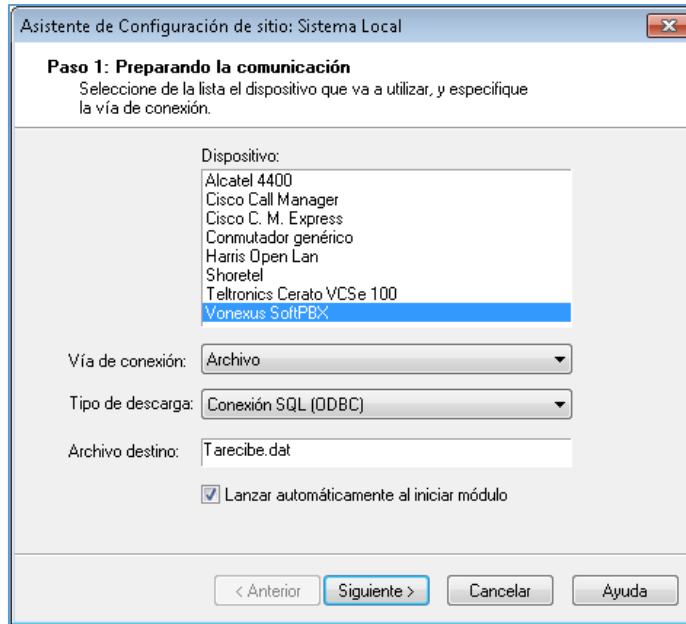 Asistente de Configuración de sitio: Sistema Local
Paso 1: Preparando la comunicación
Seleccione de la lista el dispositivo que va a utilizar, y especifique
la vía de conexión.
Dispositivo:
Alcatel 4400
Cisco Call Manager
Cisco C. M. Express
Conmutador genérico
Harris Open Lan
Shoretel
Teltronics Cerato VCSe 100
Vonexus SoftPBX
Vía de conexión: Archivo
Tipo de descarga: Conexión SQL (ODBC)
Archivo destino: Tarecibe.dat
Lanzar automáticamente al iniciar módulo
< Anterior Siguiente > Cancelar Ayuda